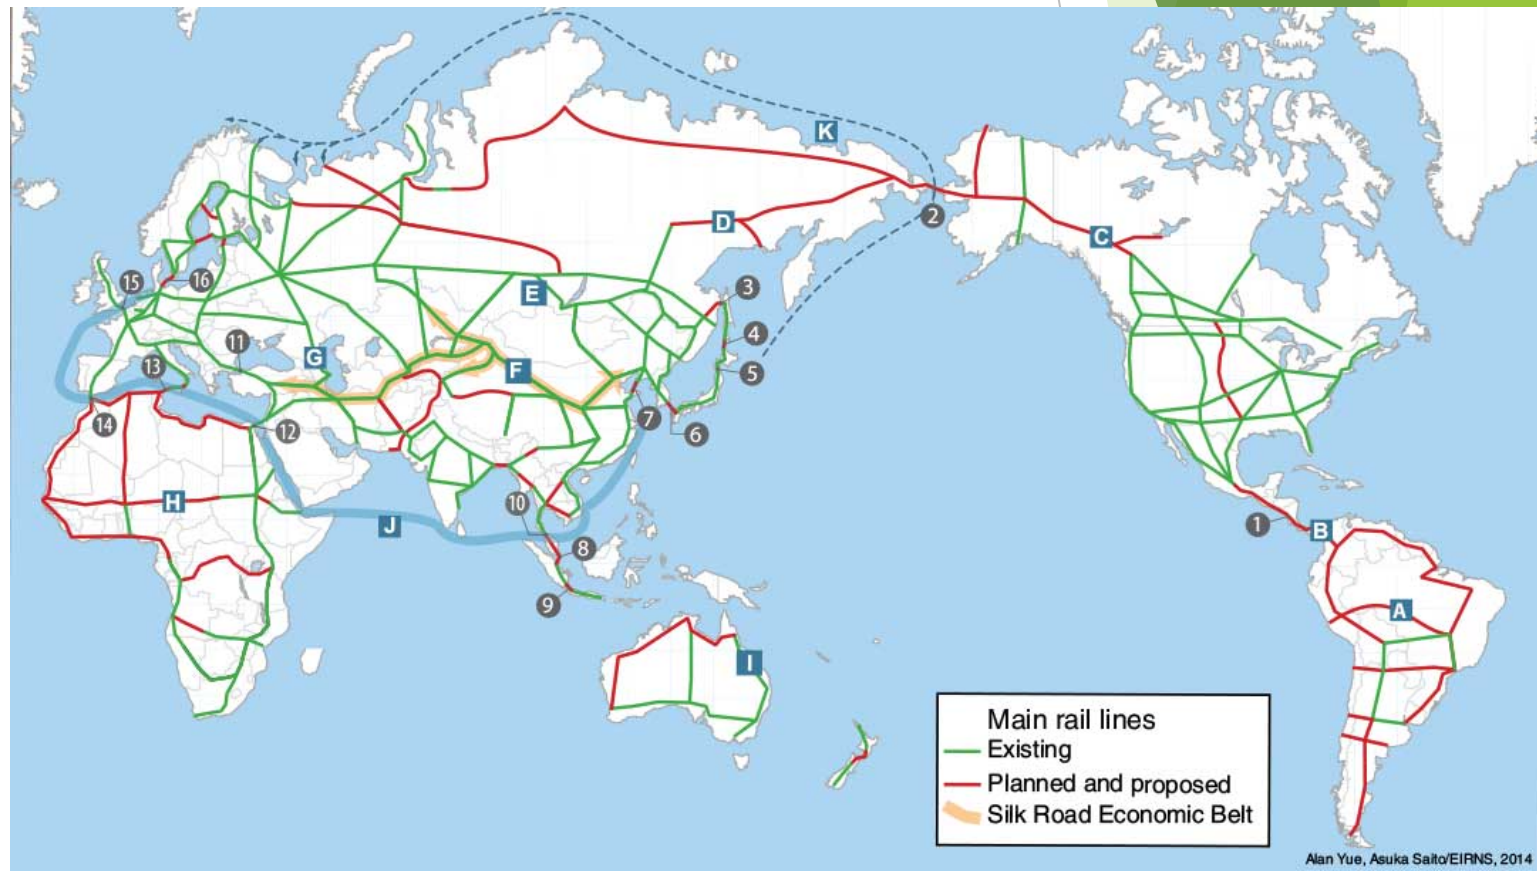 K
D
2
C
15
16
E
3
4
11
G
13
F
5
7
14
12
6
H
10
J
1
B
8
9
A
I
Main rail lines
Existing
Planned and proposed
Silk Road Economic Belt
Alan Yue, Asuka Saito/EIRNS, 2014